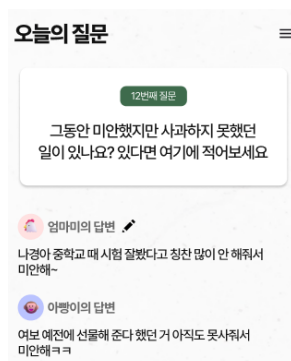 오늘의 질문
12번째 질문
그동안 미안했지만 사과하지 못했던
일이 있나요? 있다면 여기에 적어보세요
엄마미의 답변
나경아 중학교 때 시험 잘봤다고 칭찬 많이 안 해줘서
미안해~
아빵이의 답변
여보 예전에 선물해 준다 했던 거 아직도 못사줘서
미안해ㅋㅋ